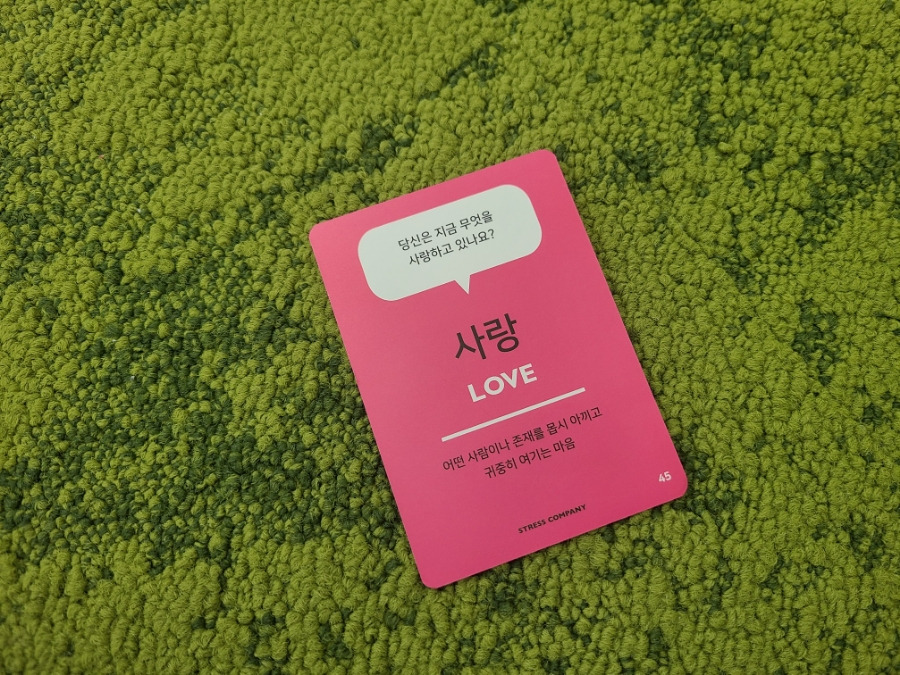 당신은 지금 무엇을
사랑하고 있나요?
사랑
LOVE
어떤 사람이나 존재를 몹시 아끼고
귀중히 여기는 마음
45
STRESS COMPANY